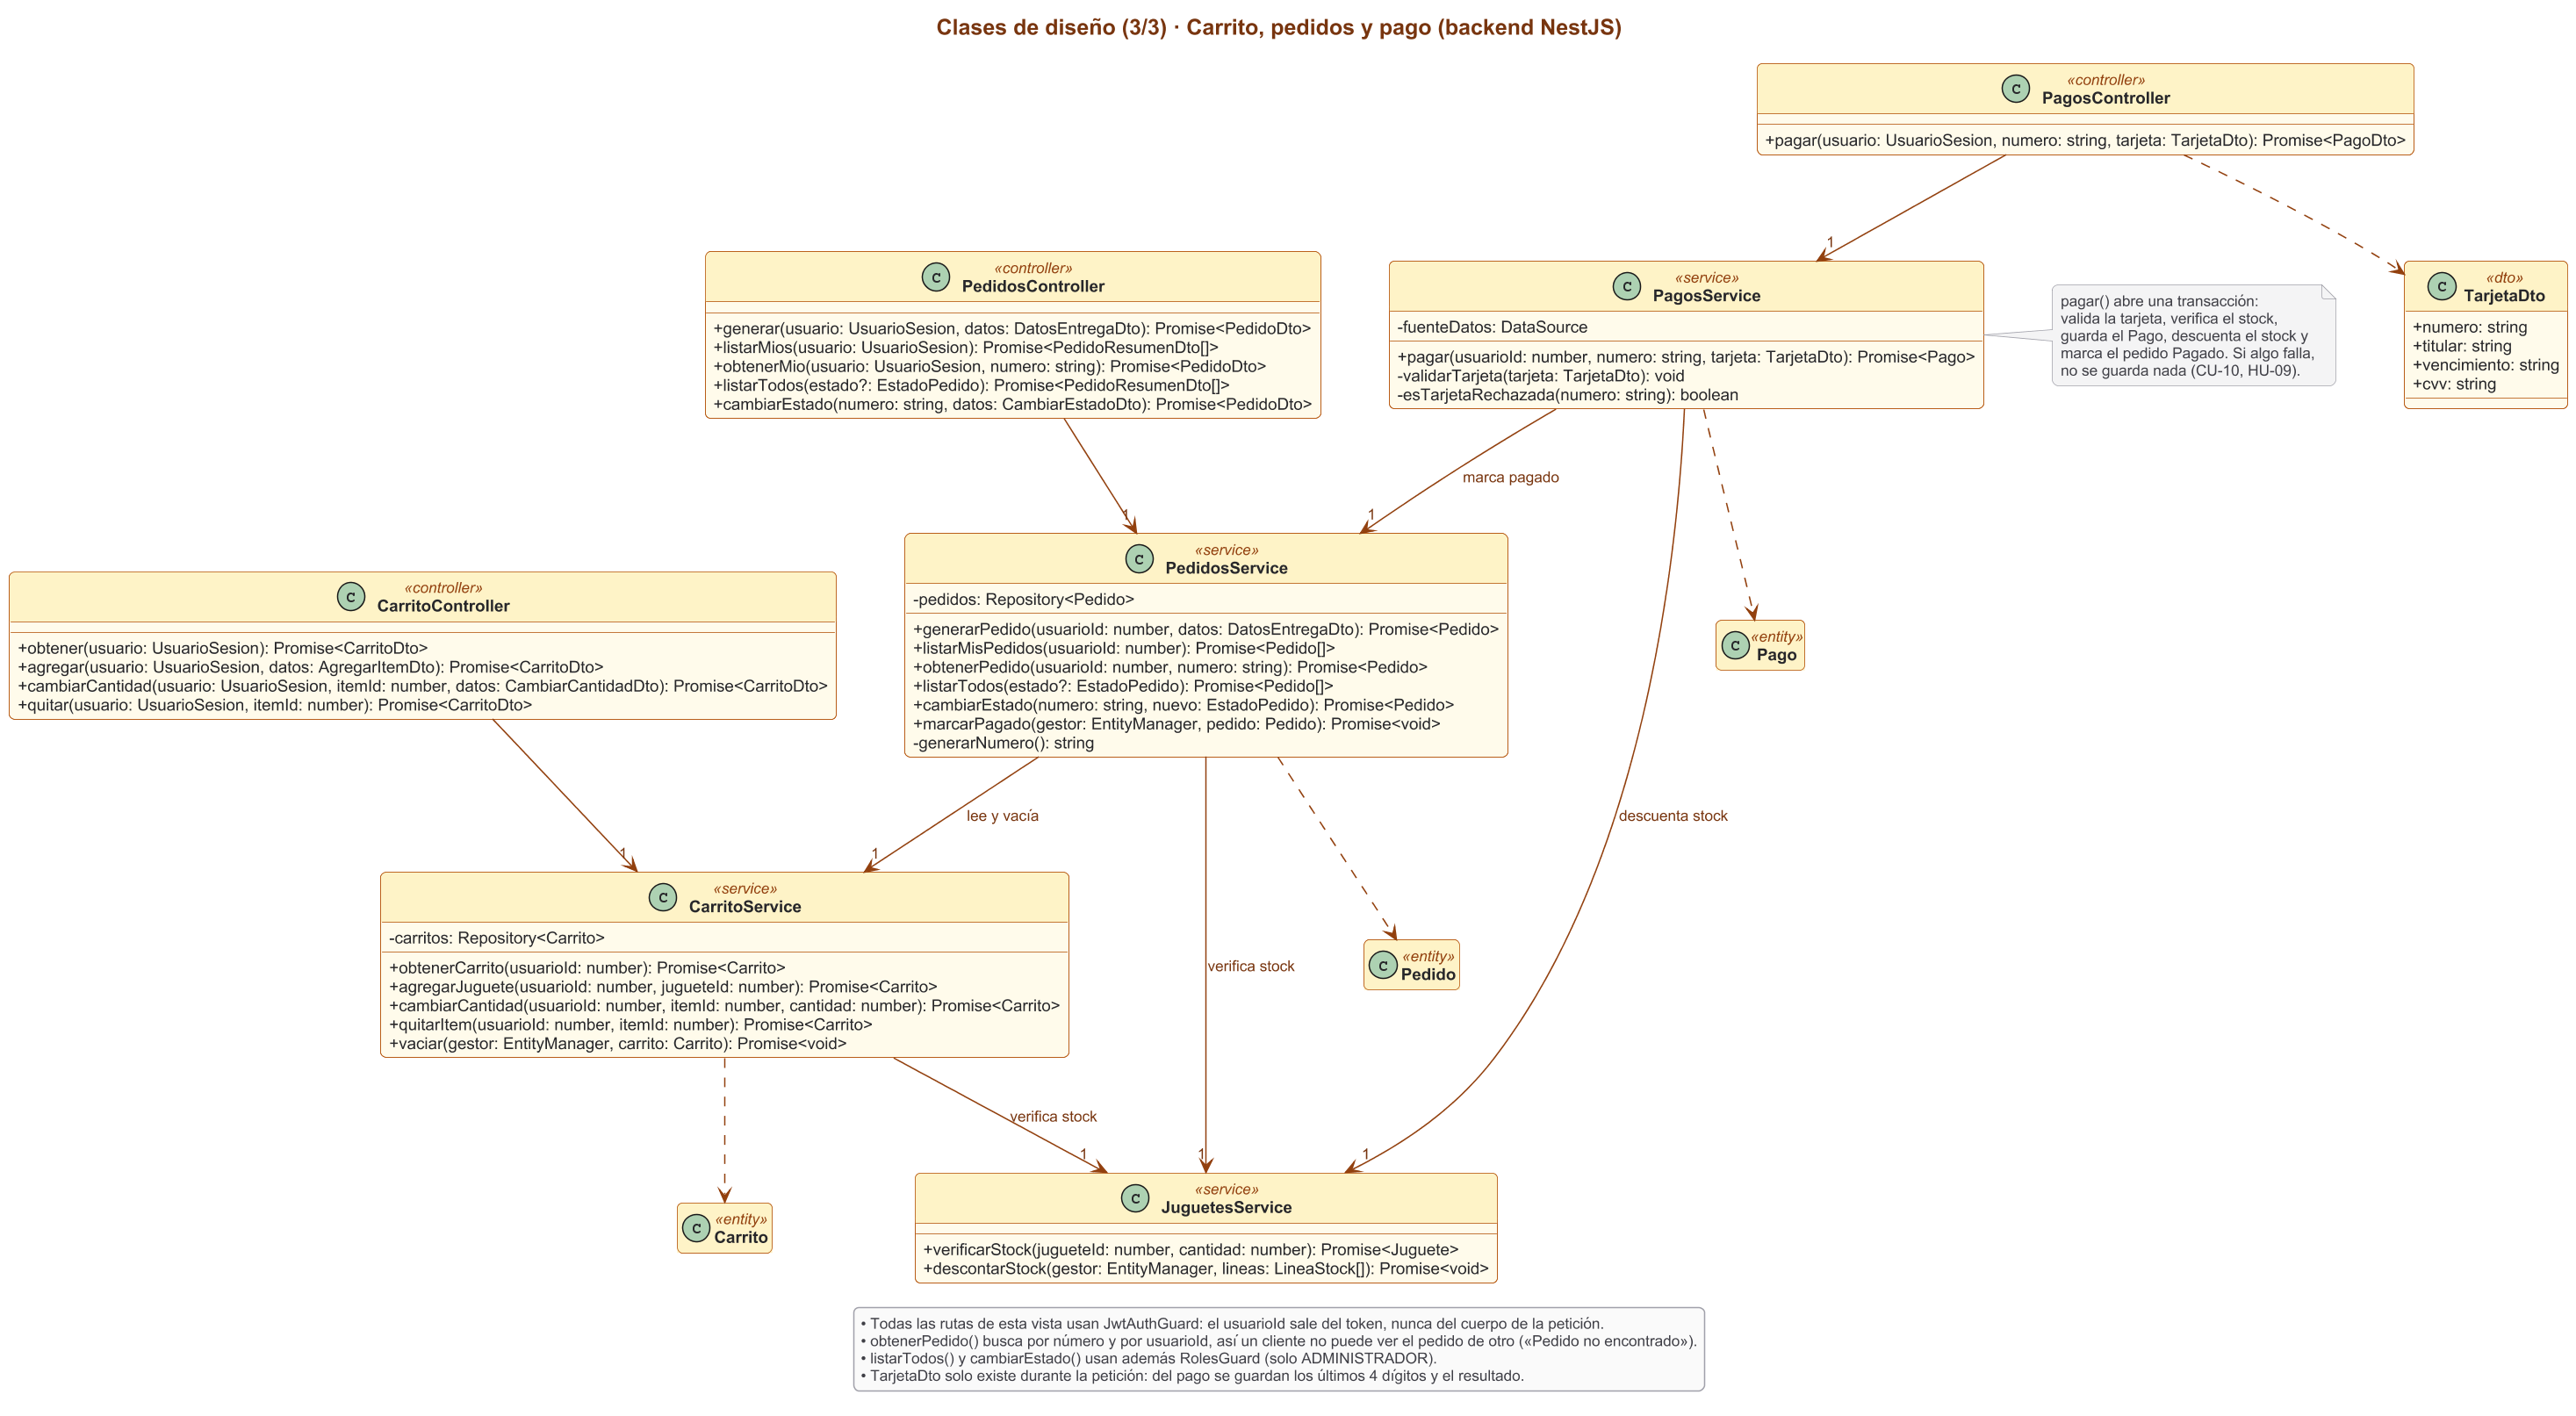 Clases de diseño (3/3) · Carrito, pedidos y pago (backend NestJS)
«controller»
C
PagosController
+pagar(usuario: UsuarioSesion, numero: string, tarjeta: TarjetaDto): Promise<PagoDto>
1
«controller»
C
PedidosController
+generar(usuario: UsuarioSesion, datos: DatosEntregaDto): Promise<PedidoDto>
+listarMios(usuario: UsuarioSesion): Promise<PedidoResumenDto[]>
+obtenerMio(usuario: UsuarioSesion, numero: string): Promise<PedidoDto>
+listarTodos(estado?: EstadoPedido): Promise<PedidoResumenDto[]>
+cambiarEstado(numero: string, datos: CambiarEstadoDto): Promise<PedidoDto>
«service»
C
PagosService
-fuenteDatos: DataSource
+pagar(usuarioId: number, numero: string, tarjeta: TarjetaDto): Promise<Pago>
-validarTarjeta(tarjeta: TarjetaDto): void
-esTarjetaRechazada(numero: string): boolean
pagar() abre una transacción:
valida la tarjeta, verifica el stock,
guarda el Pago, descuenta el stock y
marca el pedido Pagado. Si algo falla,
no se guarda nada (CU-10, HU-09).
«dto»
C
TarjetaDto
+numero: string
+titular: string
+vencimiento: string
+cvv: string
marca pagado
1
1
«controller»
C
CarritoController
+obtener(usuario: UsuarioSesion): Promise<CarritoDto>
+agregar(usuario: UsuarioSesion, datos: AgregarItemDto): Promise<CarritoDto>
+cambiarCantidad(usuario: UsuarioSesion, itemId: number, datos: CambiarCantidadDto): Promise<CarritoDto>
+quitar(usuario: UsuarioSesion, itemId: number): Promise<CarritoDto>
«service»
C
PedidosService
-pedidos: Repository<Pedido>
+generarPedido(usuarioId: number, datos: DatosEntregaDto): Promise<Pedido>
+listarMisPedidos(usuarioId: number): Promise<Pedido[]>
+obtenerPedido(usuarioId: number, numero: string): Promise<Pedido>
+listarTodos(estado?: EstadoPedido): Promise<Pedido[]>
+cambiarEstado(numero: string, nuevo: EstadoPedido): Promise<Pedido>
+marcarPagado(gestor: EntityManager, pedido: Pedido): Promise<void>
-generarNumero(): string
«entity»
C
Pago
lee y vacía
descuenta stock
1
1
«service»
C
CarritoService
-carritos: Repository<Carrito>
+obtenerCarrito(usuarioId: number): Promise<Carrito>
+agregarJuguete(usuarioId: number, jugueteId: number): Promise<Carrito>
+cambiarCantidad(usuarioId: number, itemId: number, cantidad: number): Promise<Carrito>
+quitarItem(usuarioId: number, itemId: number): Promise<Carrito>
+vaciar(gestor: EntityManager, carrito: Carrito): Promise<void>
verifica stock
«entity»
C
Pedido
verifica stock
1
1
1
«entity»
C
Carrito
«service»
C
JuguetesService
+verificarStock(jugueteId: number, cantidad: number): Promise<Juguete>
+descontarStock(gestor: EntityManager, lineas: LineaStock[]): Promise<void>
• Todas las rutas de esta vista usan JwtAuthGuard: el usuarioId sale del token, nunca del cuerpo de la petición.
• obtenerPedido() busca por número y por usuarioId, así un cliente no puede ver el pedido de otro («Pedido no encontrado»).
• listarTodos() y cambiarEstado() usan además RolesGuard (solo ADMINISTRADOR).
• TarjetaDto solo existe durante la petición: del pago se guardan los últimos 4 dígitos y el resultado.